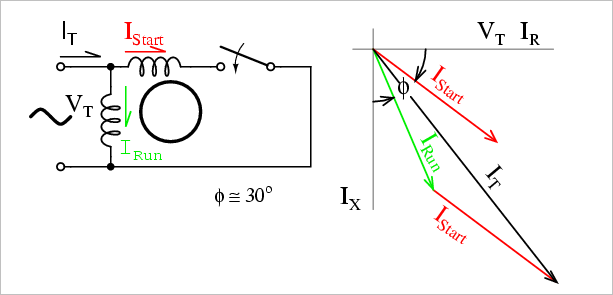 IT IStart
VT
IRun
ϕ ≅ 30°
VT IR
IStart
ϕ
IRun
IT
IX
IStart